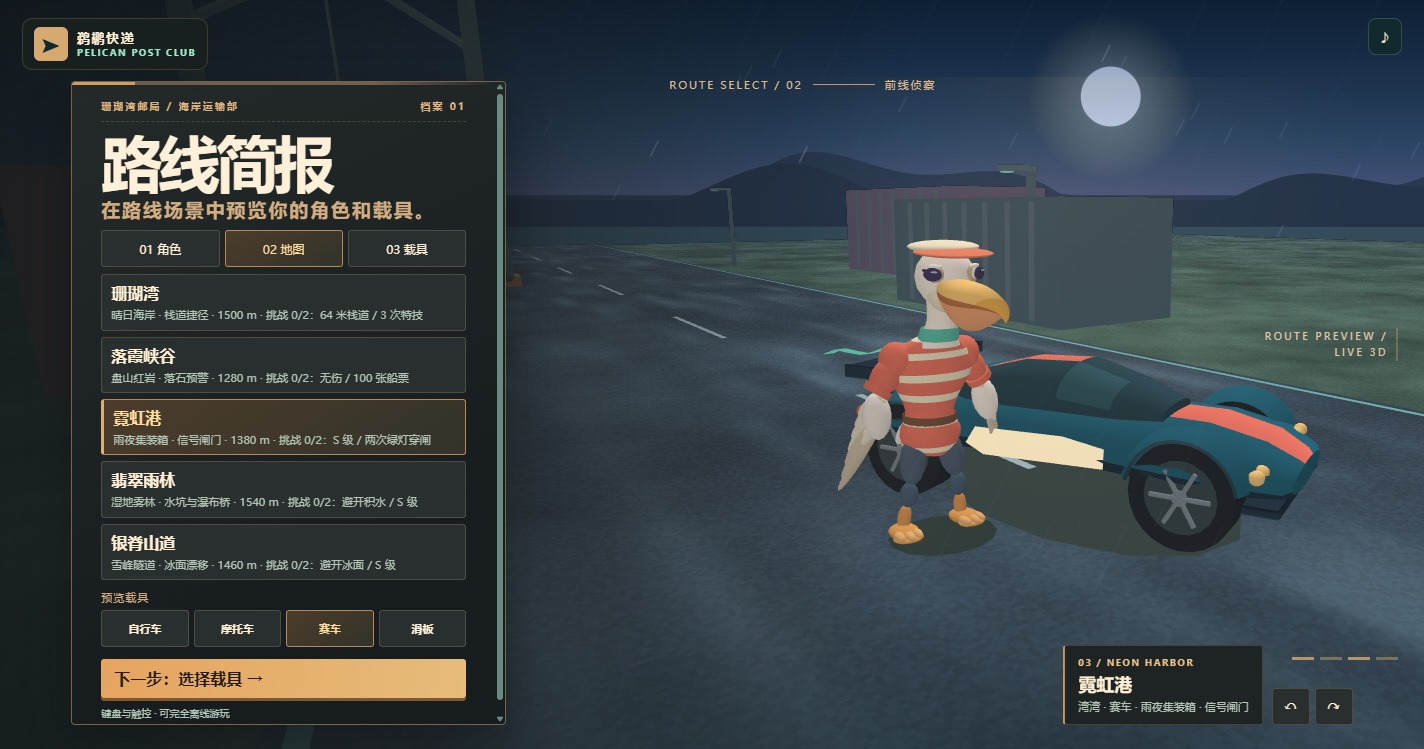 鹈鹕快递
PELICAN POST CLUB
♪
ROUTE SELECT / 02 前线侦察
珊瑚湾邮局 / 海岸运输部
档案 01
路线简报
在路线场景中预览你的角色和载具。
01 角色
02 地图
03 载具
珊瑚湾
晴日海岸 · 栈道捷径 · 1500 m · 挑战 0/2：64 米栈道 / 3 次特技
落霞峡谷
盘山红岩 · 落石预警 · 1280 m · 挑战 0/2：无伤 / 100 张船票
霓虹港
雨夜集装箱 · 信号闸门 · 1380 m · 挑战 0/2：S 级 / 两次绿灯穿闸
翡翠雨林
湿地雾林 · 水坑与瀑布桥 · 1540 m · 挑战 0/2：避开积水 / S 级
银脊山道
雪峰隧道 · 冰面漂移 · 1460 m · 挑战 0/2：避开冰面 / S 级
预览载具
自行车
摩托车
赛车
滑板
下一步：选择载具 →
键盘与触控 · 可完全离线游玩
ROUTE PREVIEW /
LIVE 3D
03 / NEON HARBOR
霓虹港
湾湾 · 赛车 · 雨夜集装箱 · 信号闸门